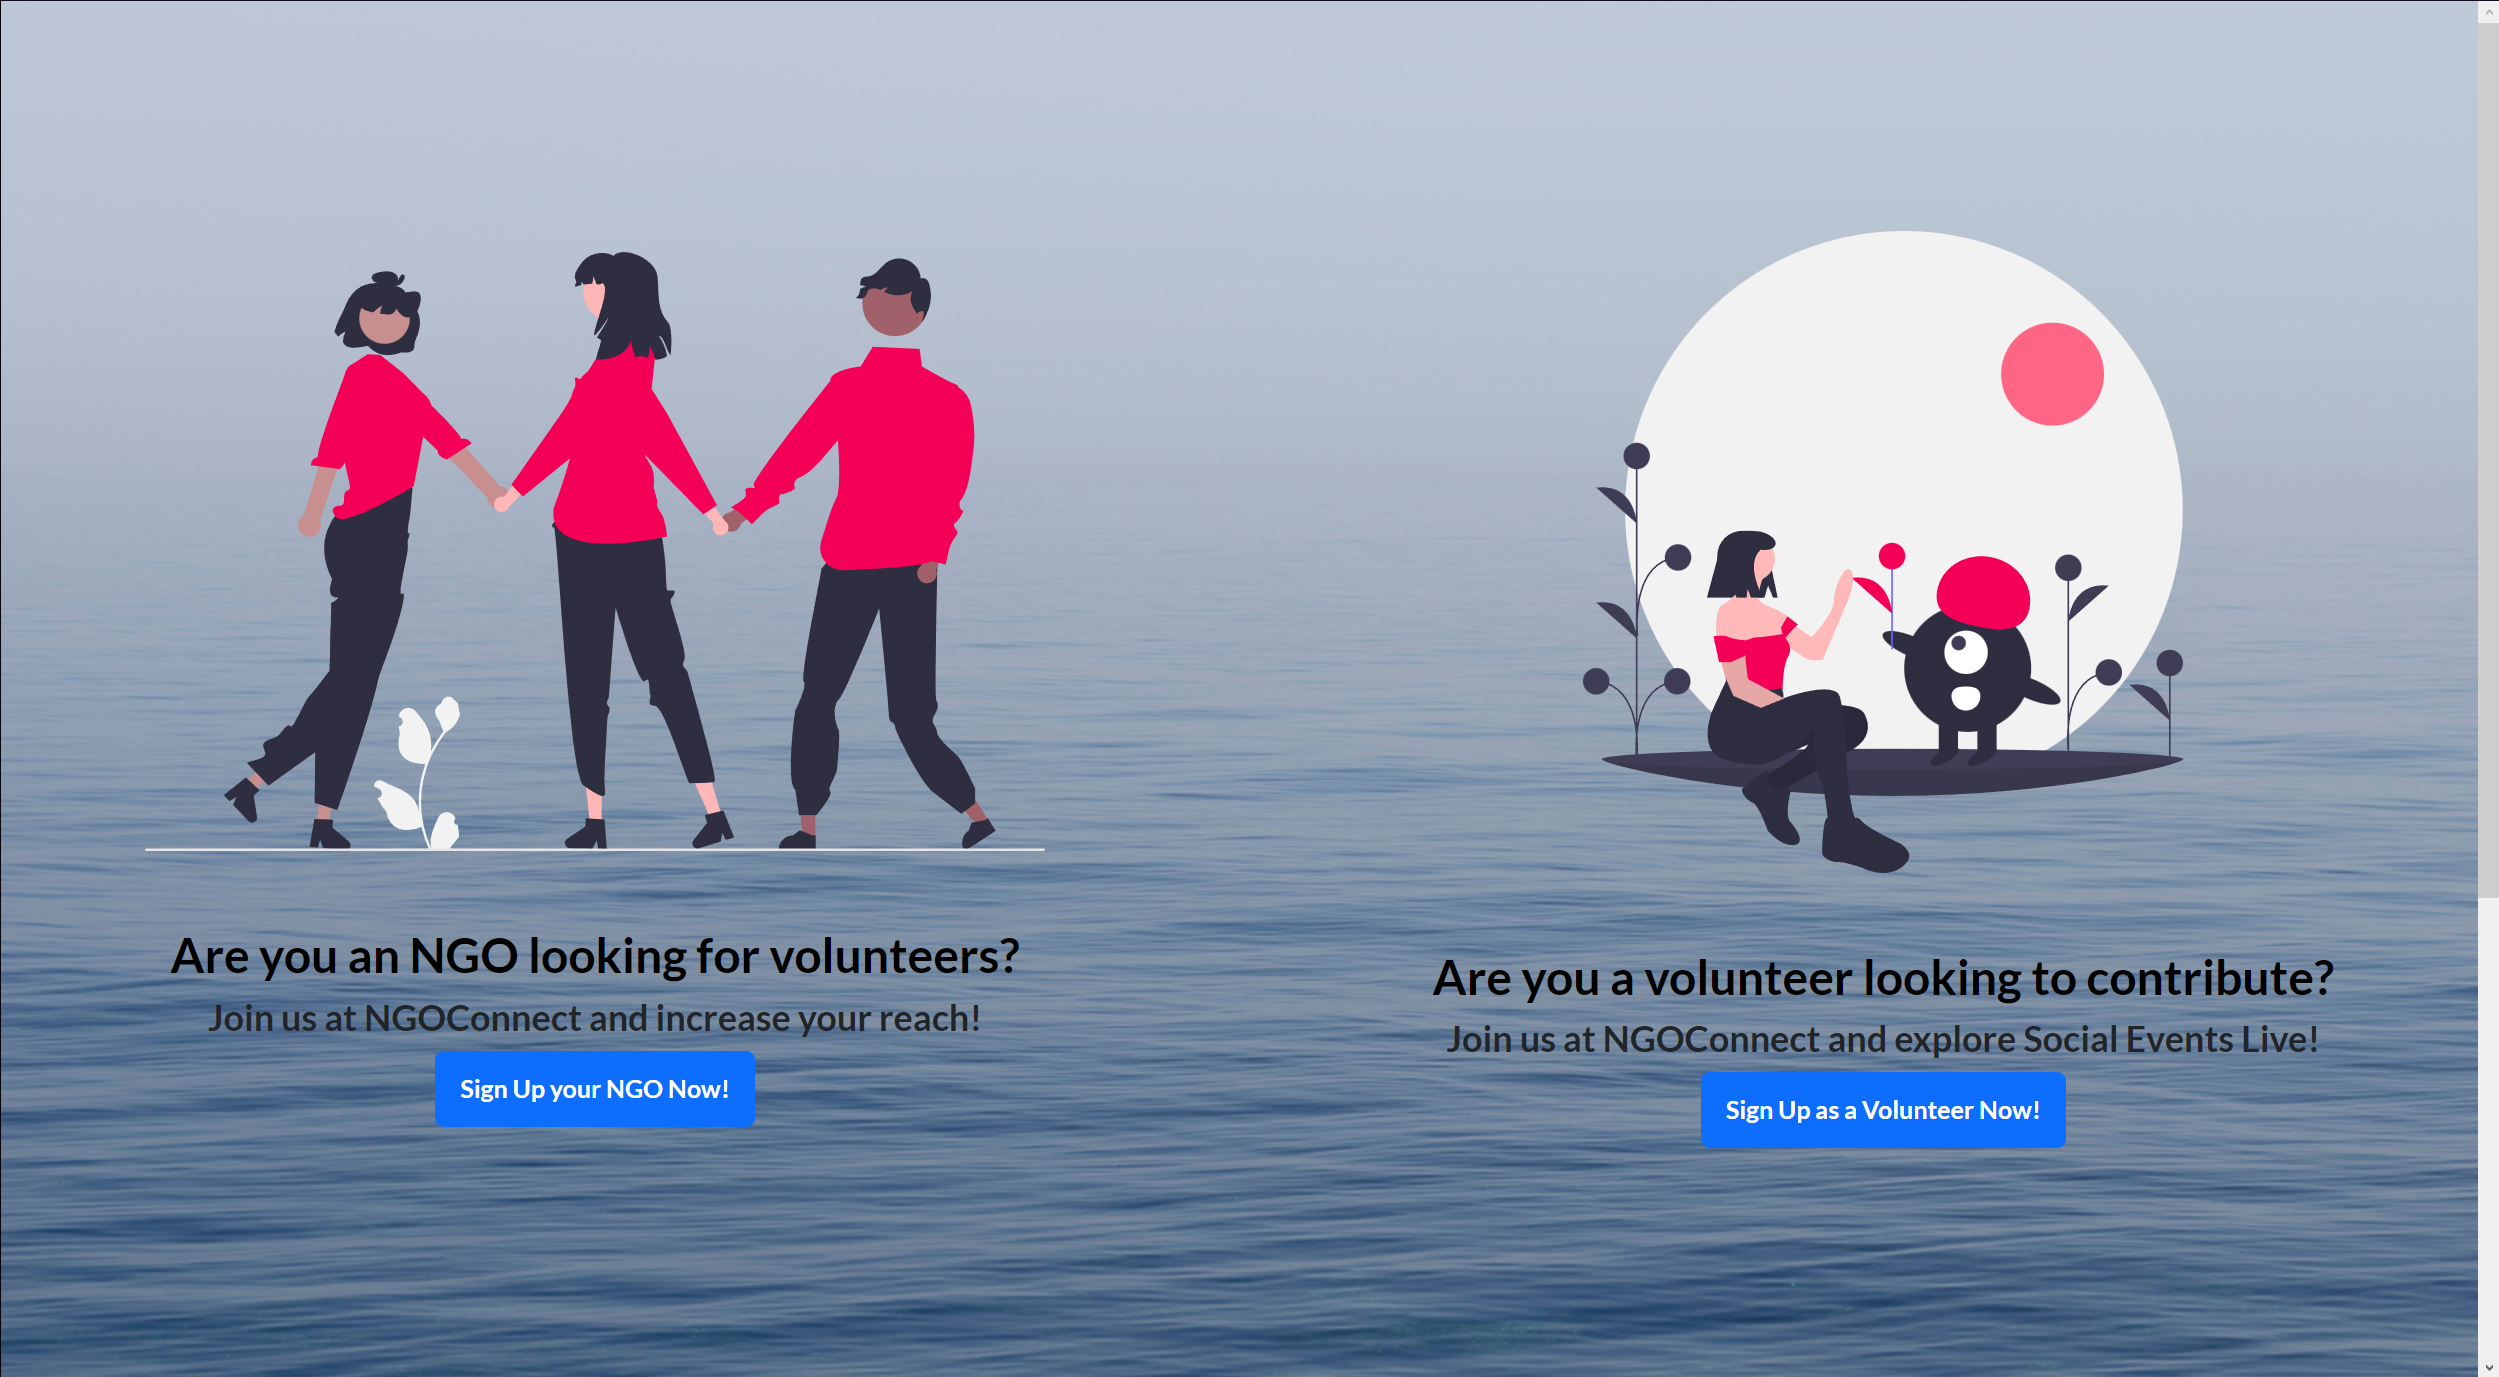 Are you an NGO looking for volunteers?
Join us at NGOConnect and increase your reach!
Sign Up your NGO Now!
Are you a volunteer looking to contribute?
Join us at NGOConnect and explore Social Events Live!
Sign Up as a Volunteer Now!